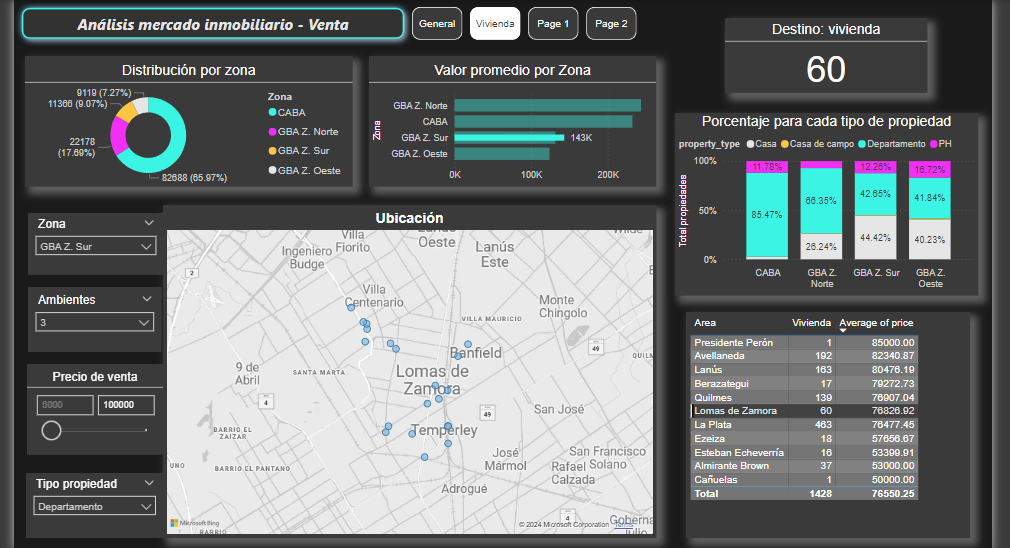 Análisis mercado inmobiliario - Venta
General
Vivienda
Page 1
Page 2
Destino: vivienda
60
Distribución por zona
9119 (7.27%)
11366 (9.07%)
22178
(17.69%)
82688 (65.97%)
Zona
CABA
GBA Z. Norte
GBA Z. Sur
GBA Z. Oeste
Valor promedio por Zona
Zona
GBA Z. Norte
CABA
GBA Z. Sur
143K
GBA Z. Oeste
0K
100K
200K
Porcentaje para cada tipo de propiedad
property_type
Casa
Casa de campo
Departamento
PH
Total propiedades
100%
50%
0%
11.78%
85.47%
66.35%
26.24%
12.26%
42.65%
44.42%
16.72%
41.84%
40.23%
CABA
GBA Z.
Norte
GBA Z. Sur
GBA Z.
Oeste
Zona
GBA Z. Sur
Ambientes
3
Precio de venta
6000
100000
Tipo propiedad
Departamento
Ubicación
Villa
Fiorito
Oeste
Ingeniero
Budge
Lanús
Este
2
Villa
Centenario
Monte
Chingolo
VILLA MAURICIO
49
Banfield
9 de
Abril
SANTA MARTA
Lomas de
Zamora
4
49
San José
BARRIO EL
ZAIZAR
Temperley
UNO
BARRIO EL PANTANO
José
Mármol
San Francisco
Solano
Rafael
Calzada
Adrogué
4
Microsoft Bing
© 2024 Microsoft Corporation
Terms
BARRIO
Area Vivienda Average of price
Presidente Perón 1 85000.00
Avellaneda 192 82340.87
Lanús 163 80476.19
Berazategui 17 79272.73
Quilmes 139 76907.04
Lomas de Zamora 60 76826.92
La Plata 463 76477.45
Ezeiza 18 57656.67
Esteban Echeverría 16 53399.91
Almirante Brown 37 53000.00
Cañuelas 1 50000.00
Total 1428 76550.25